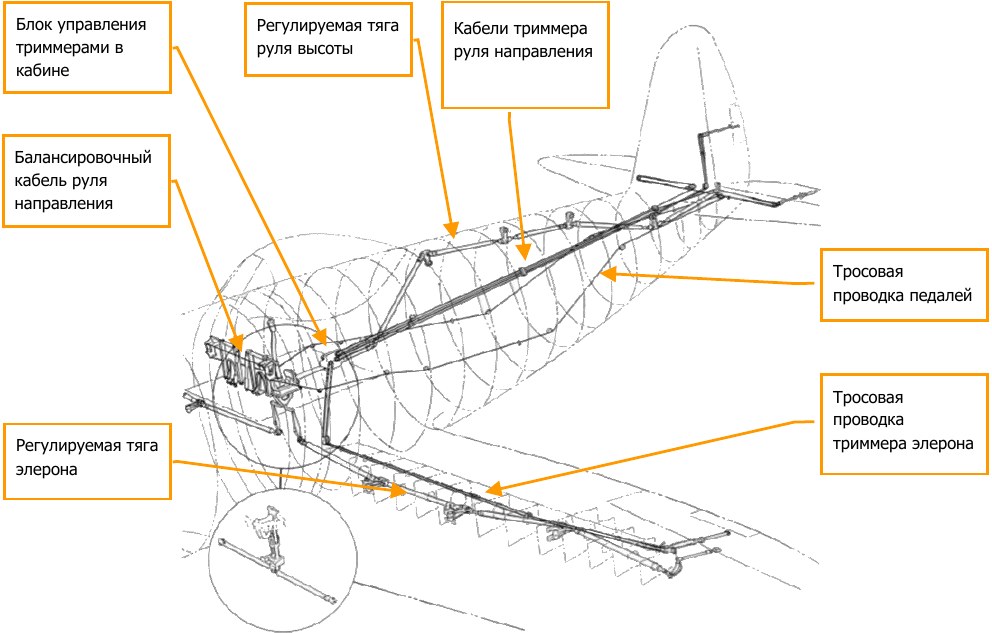 Блок управления
триммерами в
кабине
Регулируемая тяга
руля высоты
Кабели триммера
руля направления
Балансировочный
кабель руля
направления
Тросовая
проводка педалей
Тросовая
проводка
триммера элерона
Регулируемая тяга
элерона